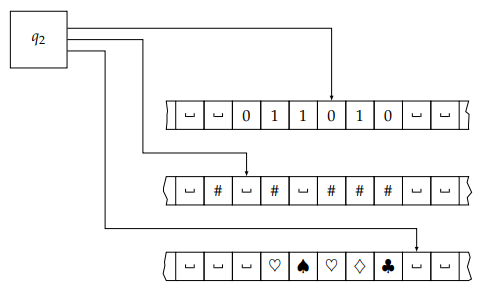 q2
␣ ␣ 0 1 1 0 1 0 ␣ ␣
␣ # ␣ # ␣ # # # ␣ ␣
␣ ␣ ␣ ♡ ♠ ♡ ♢ ♣ ␣ ␣